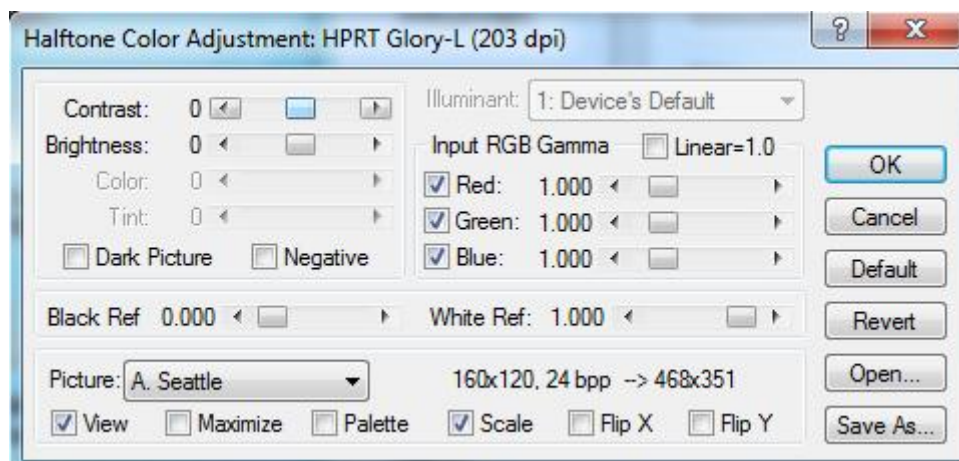 Halftone Color Adjustment: HPRT Glory-L (203 dpi)
Contrast: 0
Brightness: 0
Color: 0
Tint: 0
Dark Picture Negative
Illuminant: 1: Device's Default
Input RGB Gamma Linear=1.0
Red: 1.000
Green: 1.000
Blue: 1.000
OK
Cancel
Default
Revert
Open...
Save As...
Black Ref 0.000 White Ref: 1.000
Picture: A. Seattle 160x120, 24 bpp --> 468x351
View Maximize Palette Scale Flip X Flip Y